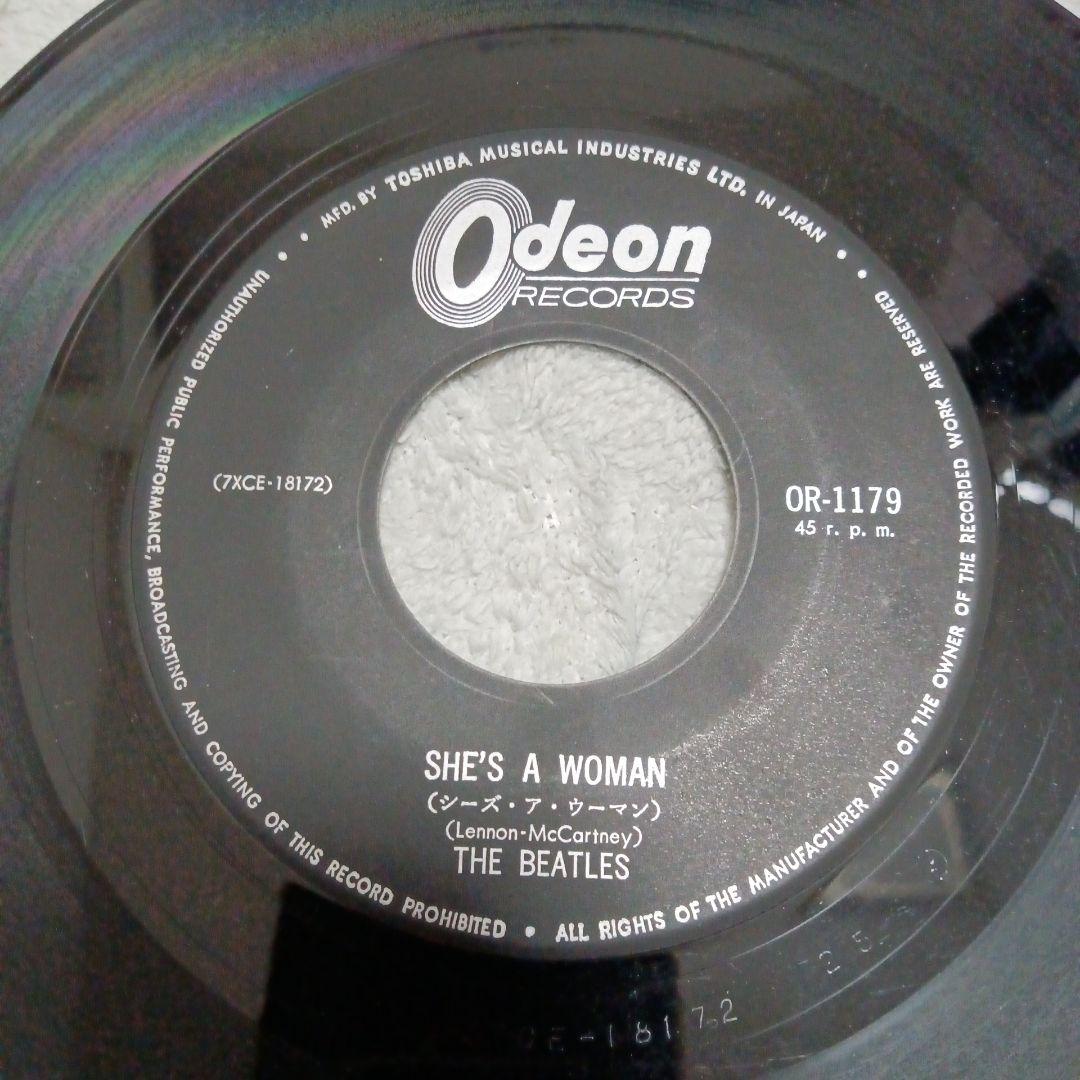 MFD. BY TOSHIBA MUSICAL INDUSTRIES LTD. IN JAPAN
Odeon
RECORDS
(7XCE-18172)
OR-1179
45 r. p. m.
SHE'S A WOMAN
(シーズ・ア・ウーマン)
(Lennon-McCartney)
THE BEATLES
UNAUTHORIZED PUBLIC PERFORMANCE, BROADCASTING AND COPYING OF THIS RECORD PROHIBITED • ALL RIGHTS OF THE MANUFACTURER AND OF THE OWNER OF THE RECORDED WORK ARE RESERVED
25
E-18172